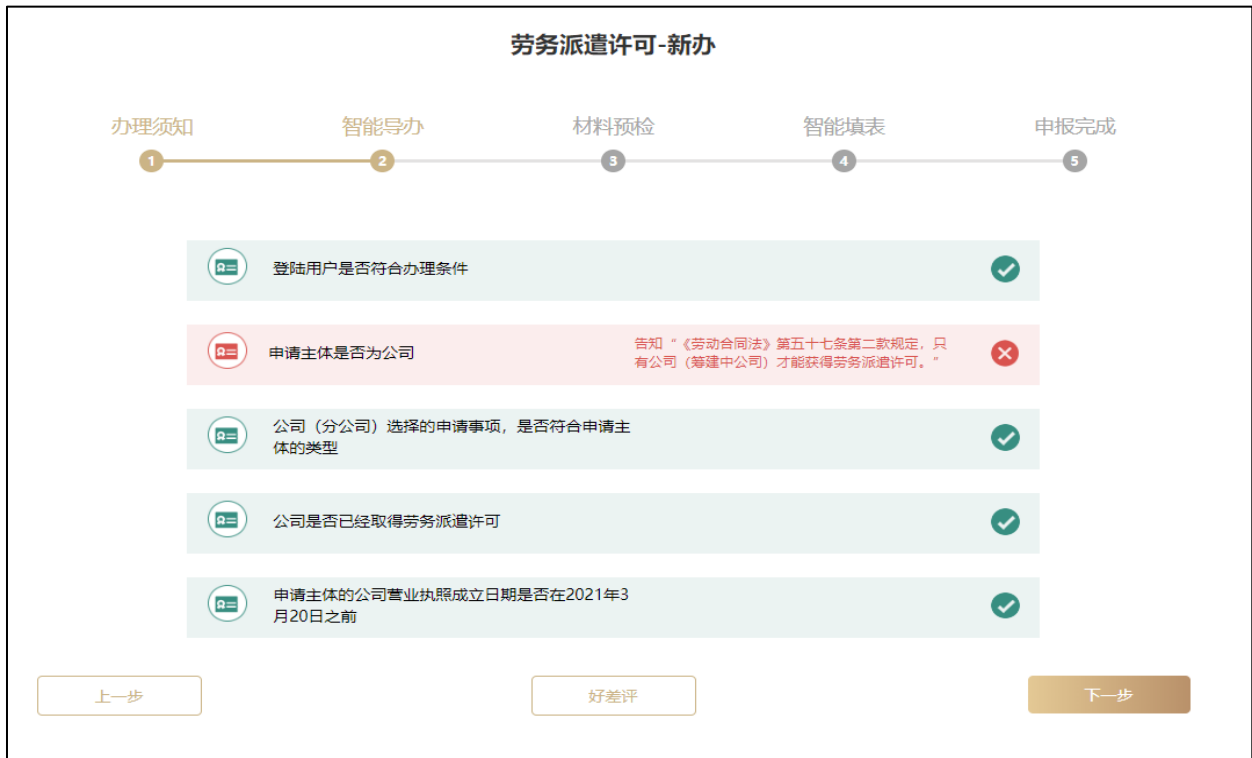 劳务派遣许可-新办
办理须知
智能导办
材料预检
智能填表
申报完成
1
2
3
4
5
登陆用户是否符合办理条件
申请主体是否为公司
告知“《劳动合同法》第五十七条第二款规定，只
有公司（筹建中公司）才能获得劳务派遣许可。”
公司（分公司）选择的申请事项，是否符合申请主
体的类型
公司是否已经取得劳务派遣许可
申请主体的公司营业执照成立日期是否在2021年3
月20日之前
上一步
好差评
下一步